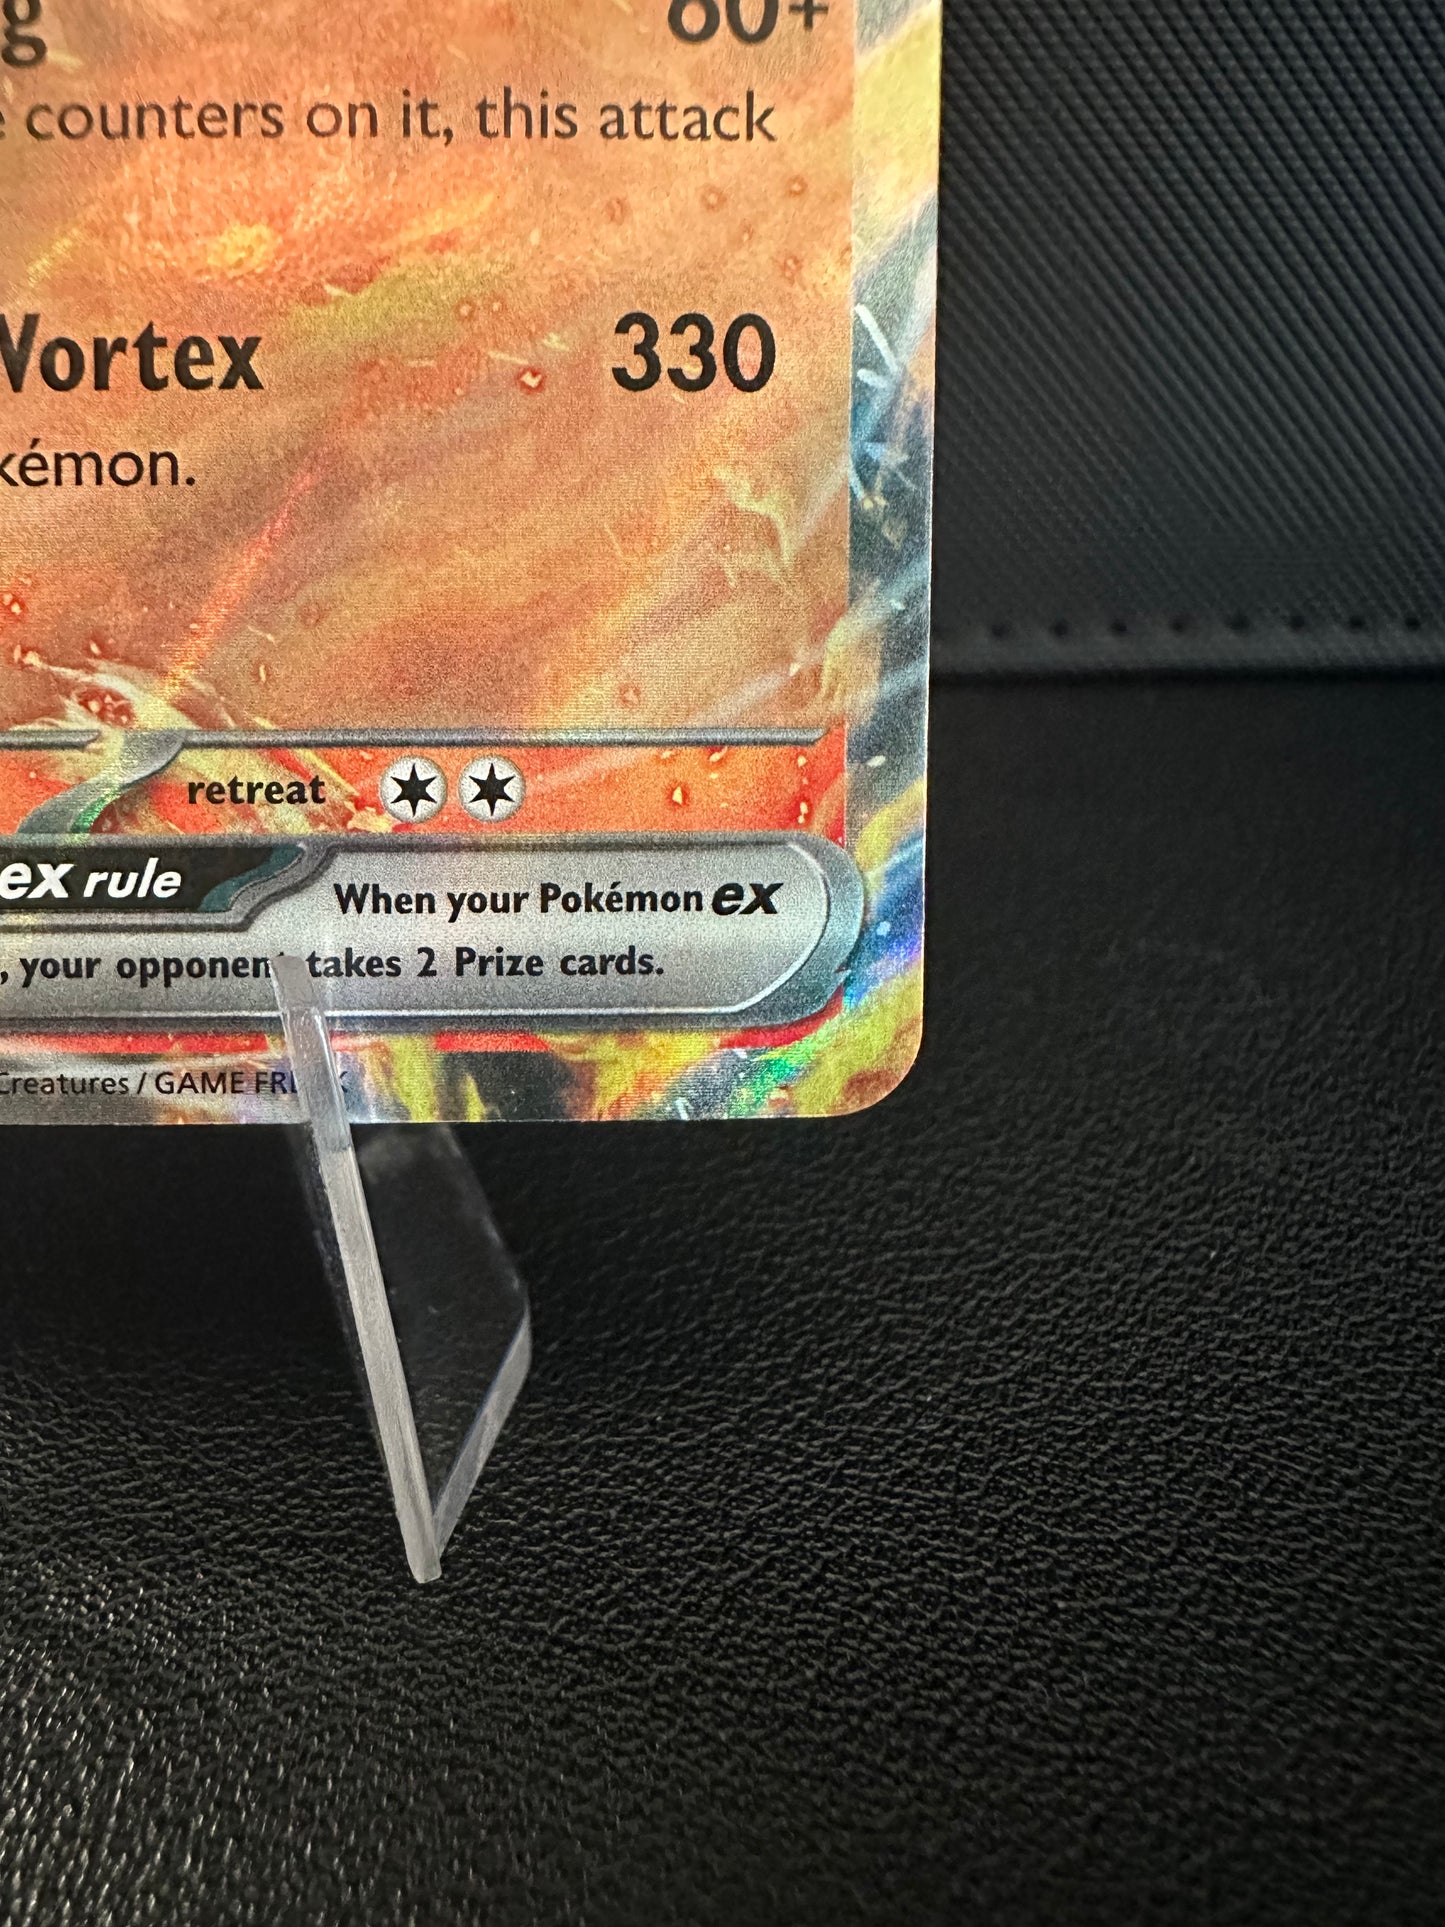 g 60+
e counters on it, this attack
Vortex 330
kémon.
retreat
ex rule When your Pokémon ex
, your opponent takes 2 Prize cards.
Creatures / GAME FREAK